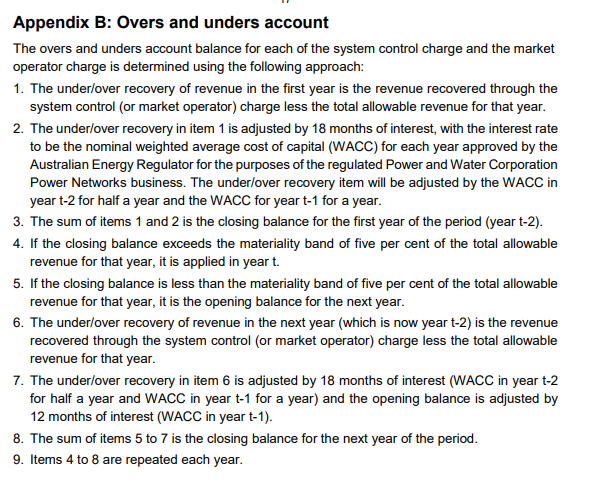 Appendix B: Overs and unders account
The overs and unders account balance for each of the system control charge and the market
operator charge is determined using the following approach:
1. The under/over recovery of revenue in the first year is the revenue recovered through the
system control (or market operator) charge less the total allowable revenue for that year.
2. The under/over recovery in item 1 is adjusted by 18 months of interest, with the interest rate
to be the nominal weighted average cost of capital (WACC) for each year approved by the
Australian Energy Regulator for the purposes of the regulated Power and Water Corporation
Power Networks business. The under/over recovery item will be adjusted by the WACC in
year t-2 for half a year and the WACC for year t-1 for a year.
3. The sum of items 1 and 2 is the closing balance for the first year of the period (year t-2).
4. If the closing balance exceeds the materiality band of five per cent of the total allowable
revenue for that year, it is applied in year t.
5. If the closing balance is less than the materiality band of five per cent of the total allowable
revenue for that year, it is the opening balance for the next year.
6. The under/over recovery of revenue in the next year (which is now year t-2) is the revenue
recovered through the system control (or market operator) charge less the total allowable
revenue for that year.
7. The under/over recovery in item 6 is adjusted by 18 months of interest (WACC in year t-2
for half a year and WACC in year t-1 for a year) and the opening balance is adjusted by
12 months of interest (WACC in year t-1).
8. The sum of items 5 to 7 is the closing balance for the next year of the period.
9. Items 4 to 8 are repeated each year.